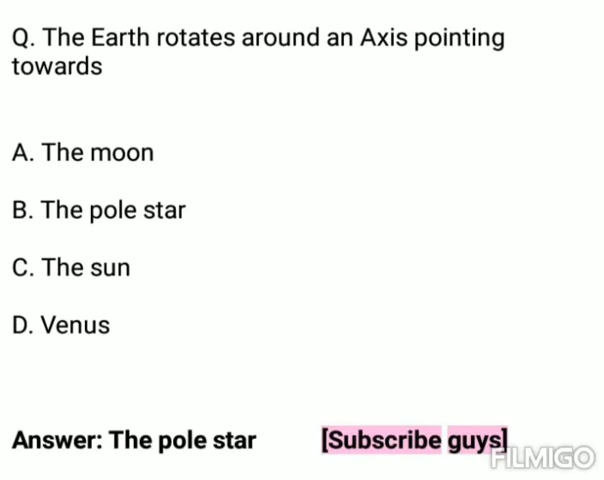 Q. The Earth rotates around an Axis pointing
towards
A. The moon
B. The pole star
C. The sun
D. Venus
Answer: The pole star [Subscribe guys]
FILMIGO